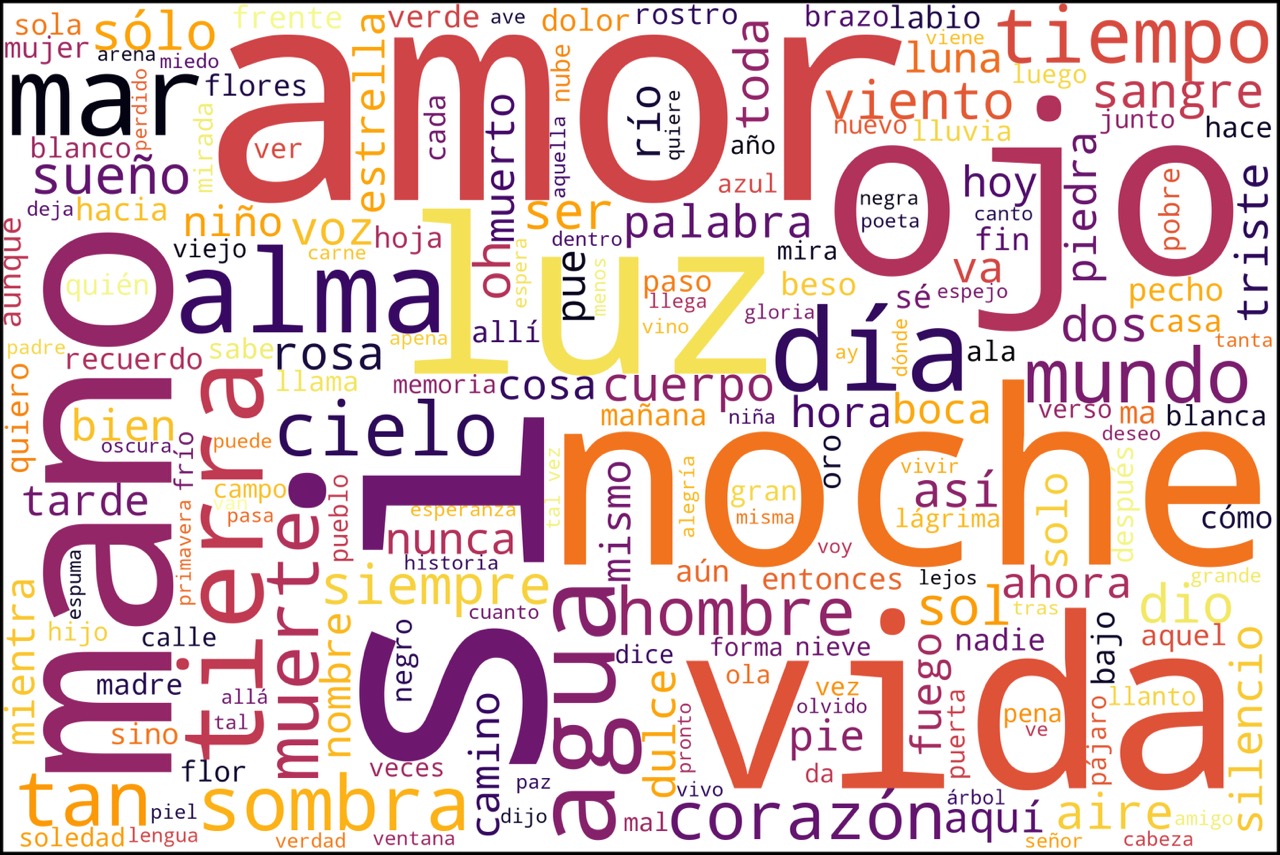 sola
sólo
frente
verde
ave
dolor
rostro
brazo
labio
tiempo
mujer
arena
miedo
estrella
viene
luna
luego
mar
perdido
flores
amor
nube
toda
viento
sangre
blanco
mirada
ver
cada
muerto
aquella
río
quiere
año
nuevo
lluvia
junto
hace
sueño
azul
ojo
hoy
piedra
deja
hacia
niño
voz
hoja
oh
ser
dentro
palabra
negra
poeta
canto
fin
pobre
triste
aunque
viejo
carne
espera
pue
menos
mira
quién
alma
luz
paso
llega
vino
beso
gloria
sé
espejo
va
pecho
casa
dos
tanta
mano
allí
padre
recuerdo
sabe
rosa
apena
día
ay
dónde
ala
llama
memoria
cosa
cuerpo
mundo
quiero
bien
oscura
tierra
puede
cielo
mañana
niña
hora
boca
verso
ma
blanca
deseo
tarde
frío
primavera
campo
van
pasa
pueblo
esperanza
nunca
historia
SI
tal vez
noche
mismo
alegría
gran
misma
oro
vivir
así
lágrima
solo
después
cómo
voy
espuma
muerte
siempre
cuanto
aún
entonces
lejos
ahora
grande
mientra
hijo
calle
nombre
negro
agua
hombre
sol
tras
dio
madre
allá
tal
dice
forma
nieve
nadie
bajo
aquel
sino
ola
vez
olvido
vida
fuego
puerta
pena
ve
pájaro
llanto
silencio
flor
camino
dulce
pronto
pie
da
tan
piel
sombra
veces
paz
dijo
vivo
mal
corazón
árbol
aquí
aire
amigo
soledad
lengua
verdad
ventana
señor
cabeza